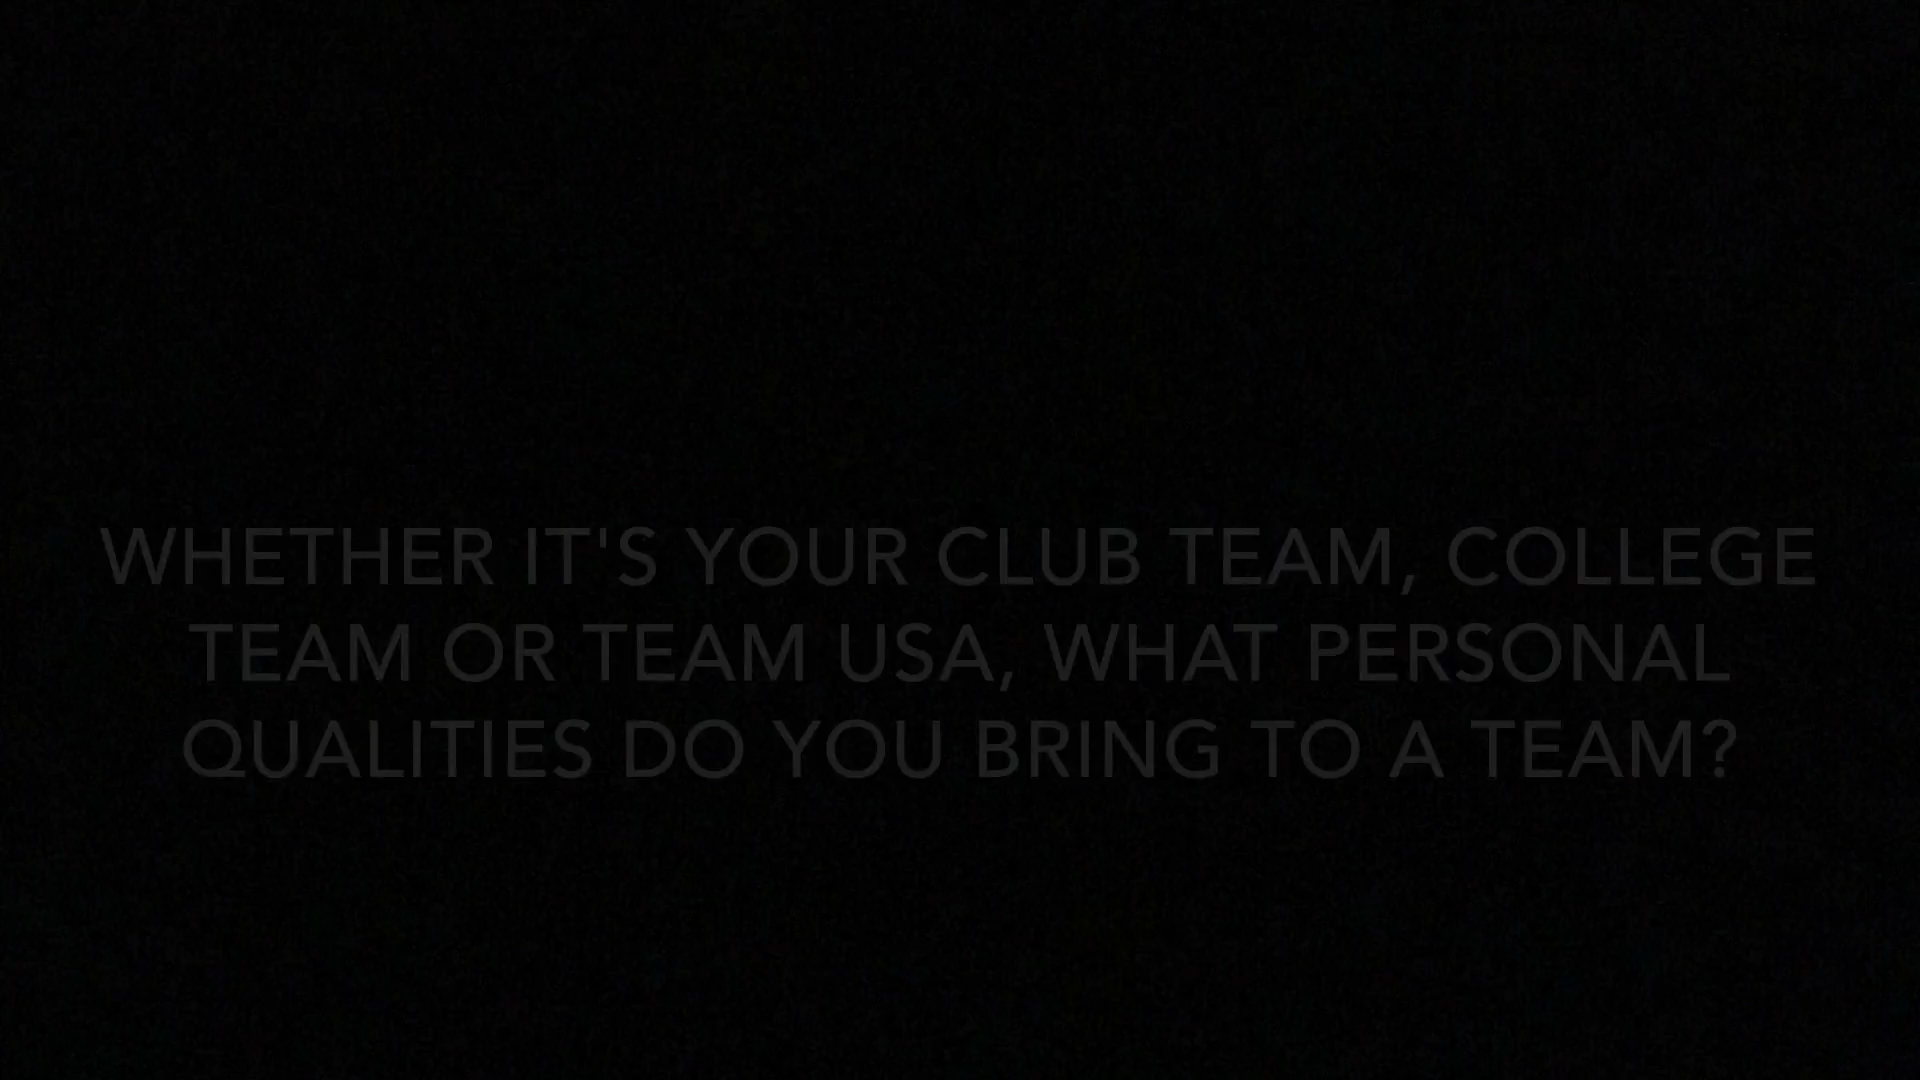 WHETHER IT'S YOUR CLUB TEAM, COLLEGE
TEAM OR TEAM USA, WHAT PERSONAL
QUALITIES DO YOU BRING TO A TEAM?